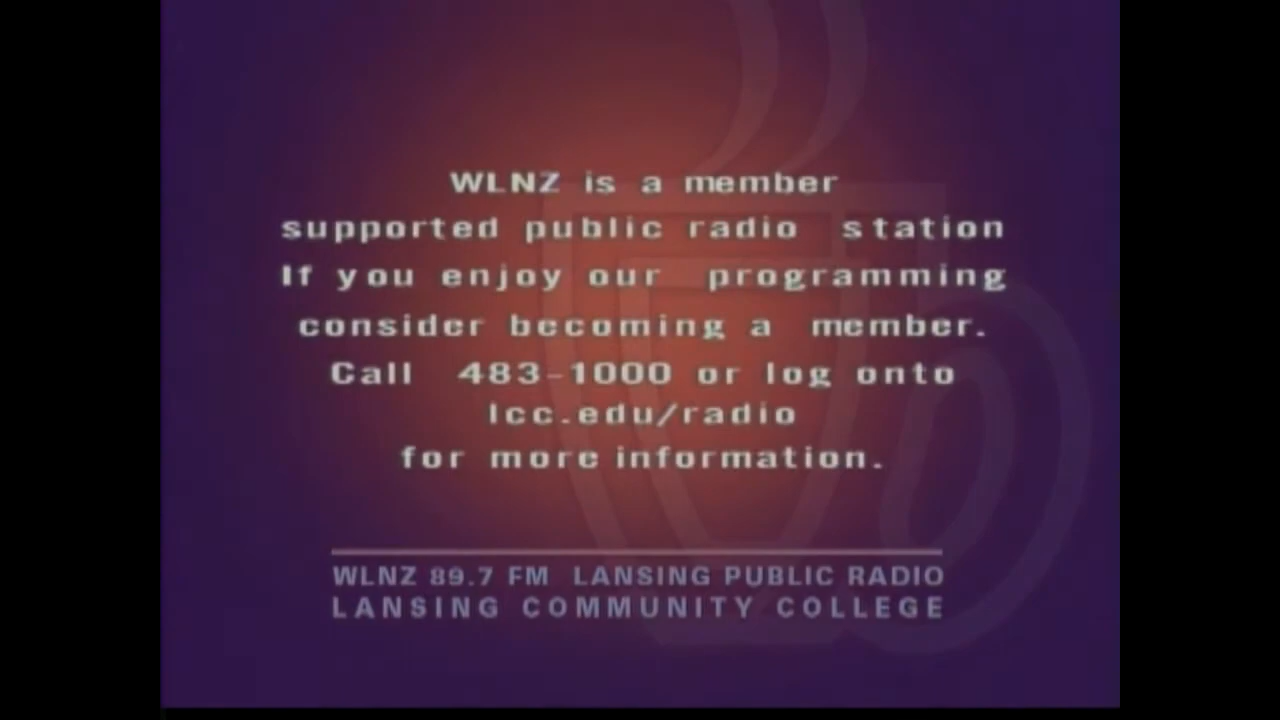 WLNZ is a member
supported public radio station
If you enjoy our programming
consider becoming a member.
Call 483-1000 or log onto
lcc.edu/radio
for more information.
WLNZ 89.7 FM LANSING PUBLIC RADIO
LANSING COMMUNITY COLLEGE